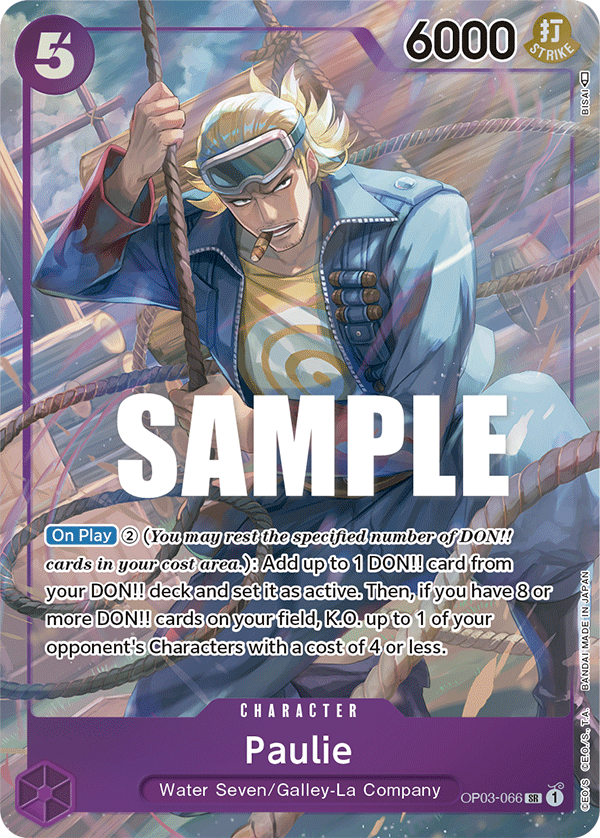 5
6000
打
STRIKE
BISAI
SAMPLE
On Play ② (You may rest the specified number of DON!!
cards in your cost area.): Add up to 1 DON!! card from
your DON!! deck and set it as active. Then, if you have 8 or
more DON!! cards on your field, K.O. up to 1 of your
opponent's Characters with a cost of 4 or less.
CHARACTER
Paulie
Water Seven/Galley-La Company
OP03-066 SR 1
©E.O/S ©E.O./S., T.A. BANDAI MADE IN JAPAN